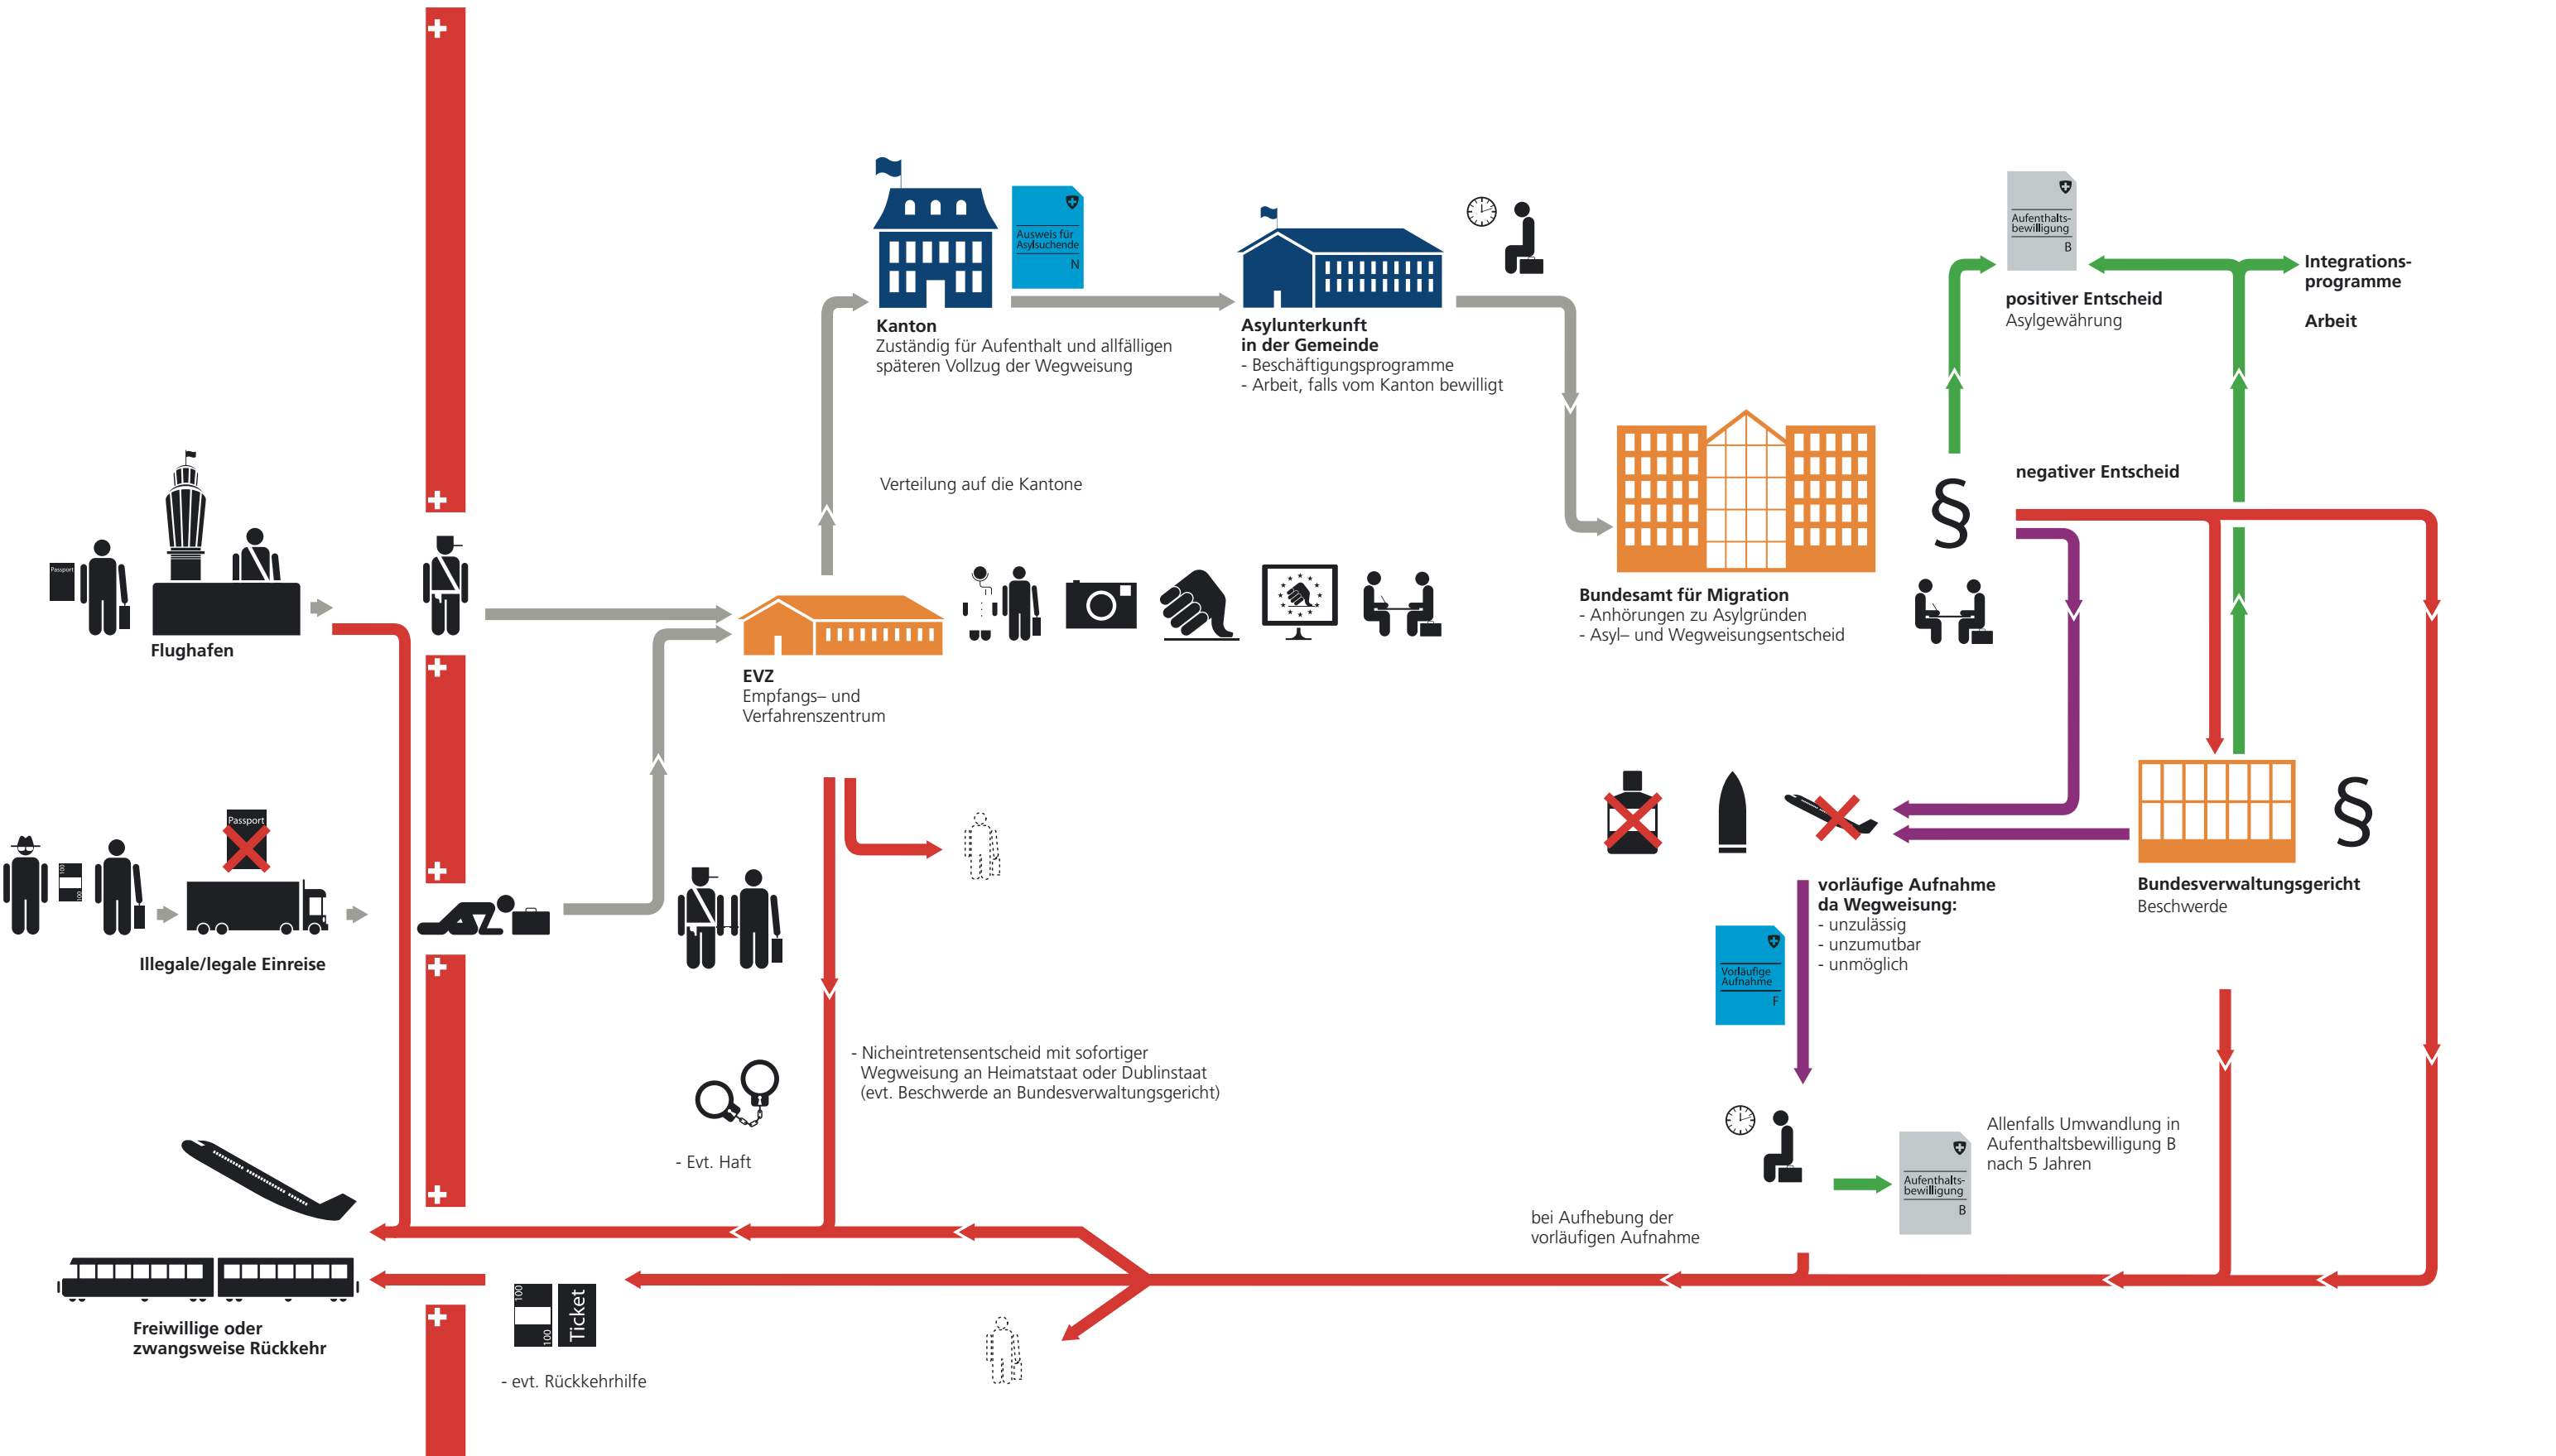 Ausweis für
Asylsuchende
N
Kanton
Zuständig für Aufenthalt und allfälligen
späteren Vollzug der Wegweisung
Asylunterkunft
in der Gemeinde
- Beschäftigungsprogramme
- Arbeit, falls vom Kanton bewilligt
Aufenthalts-
bewilligung
B
positiver Entscheid
Asylgewährung
Integrations-
programme
Arbeit
Verteilung auf die Kantone
negativer Entscheid
§
Passport
Flughafen
EVZ
Empfangs– und
Verfahrenszentrum
Bundesamt für Migration
- Anhörungen zu Asylgründen
- Asyl– und Wegweisungsentscheid
Passport
100
100
Illegale/legale Einreise
§
Bundesverwaltungsgericht
Beschwerde
vorläufige Aufnahme
da Wegweisung:
- unzulässig
- unzumutbar
- unmöglich
Vorläufige
Aufnahme
F
- Nicheintretensentscheid mit sofortiger
Wegweisung an Heimatstaat oder Dublinstaat
(evt. Beschwerde an Bundesverwaltungsgericht)
- Evt. Haft
Allenfalls Umwandlung in
Aufenthaltsbewilligung B
nach 5 Jahren
Aufenthalts-
bewilligung
B
bei Aufhebung der
vorläufigen Aufnahme
100
100
Ticket
Freiwillige oder
zwangsweise Rückkehr
- evt. Rückkehrhilfe